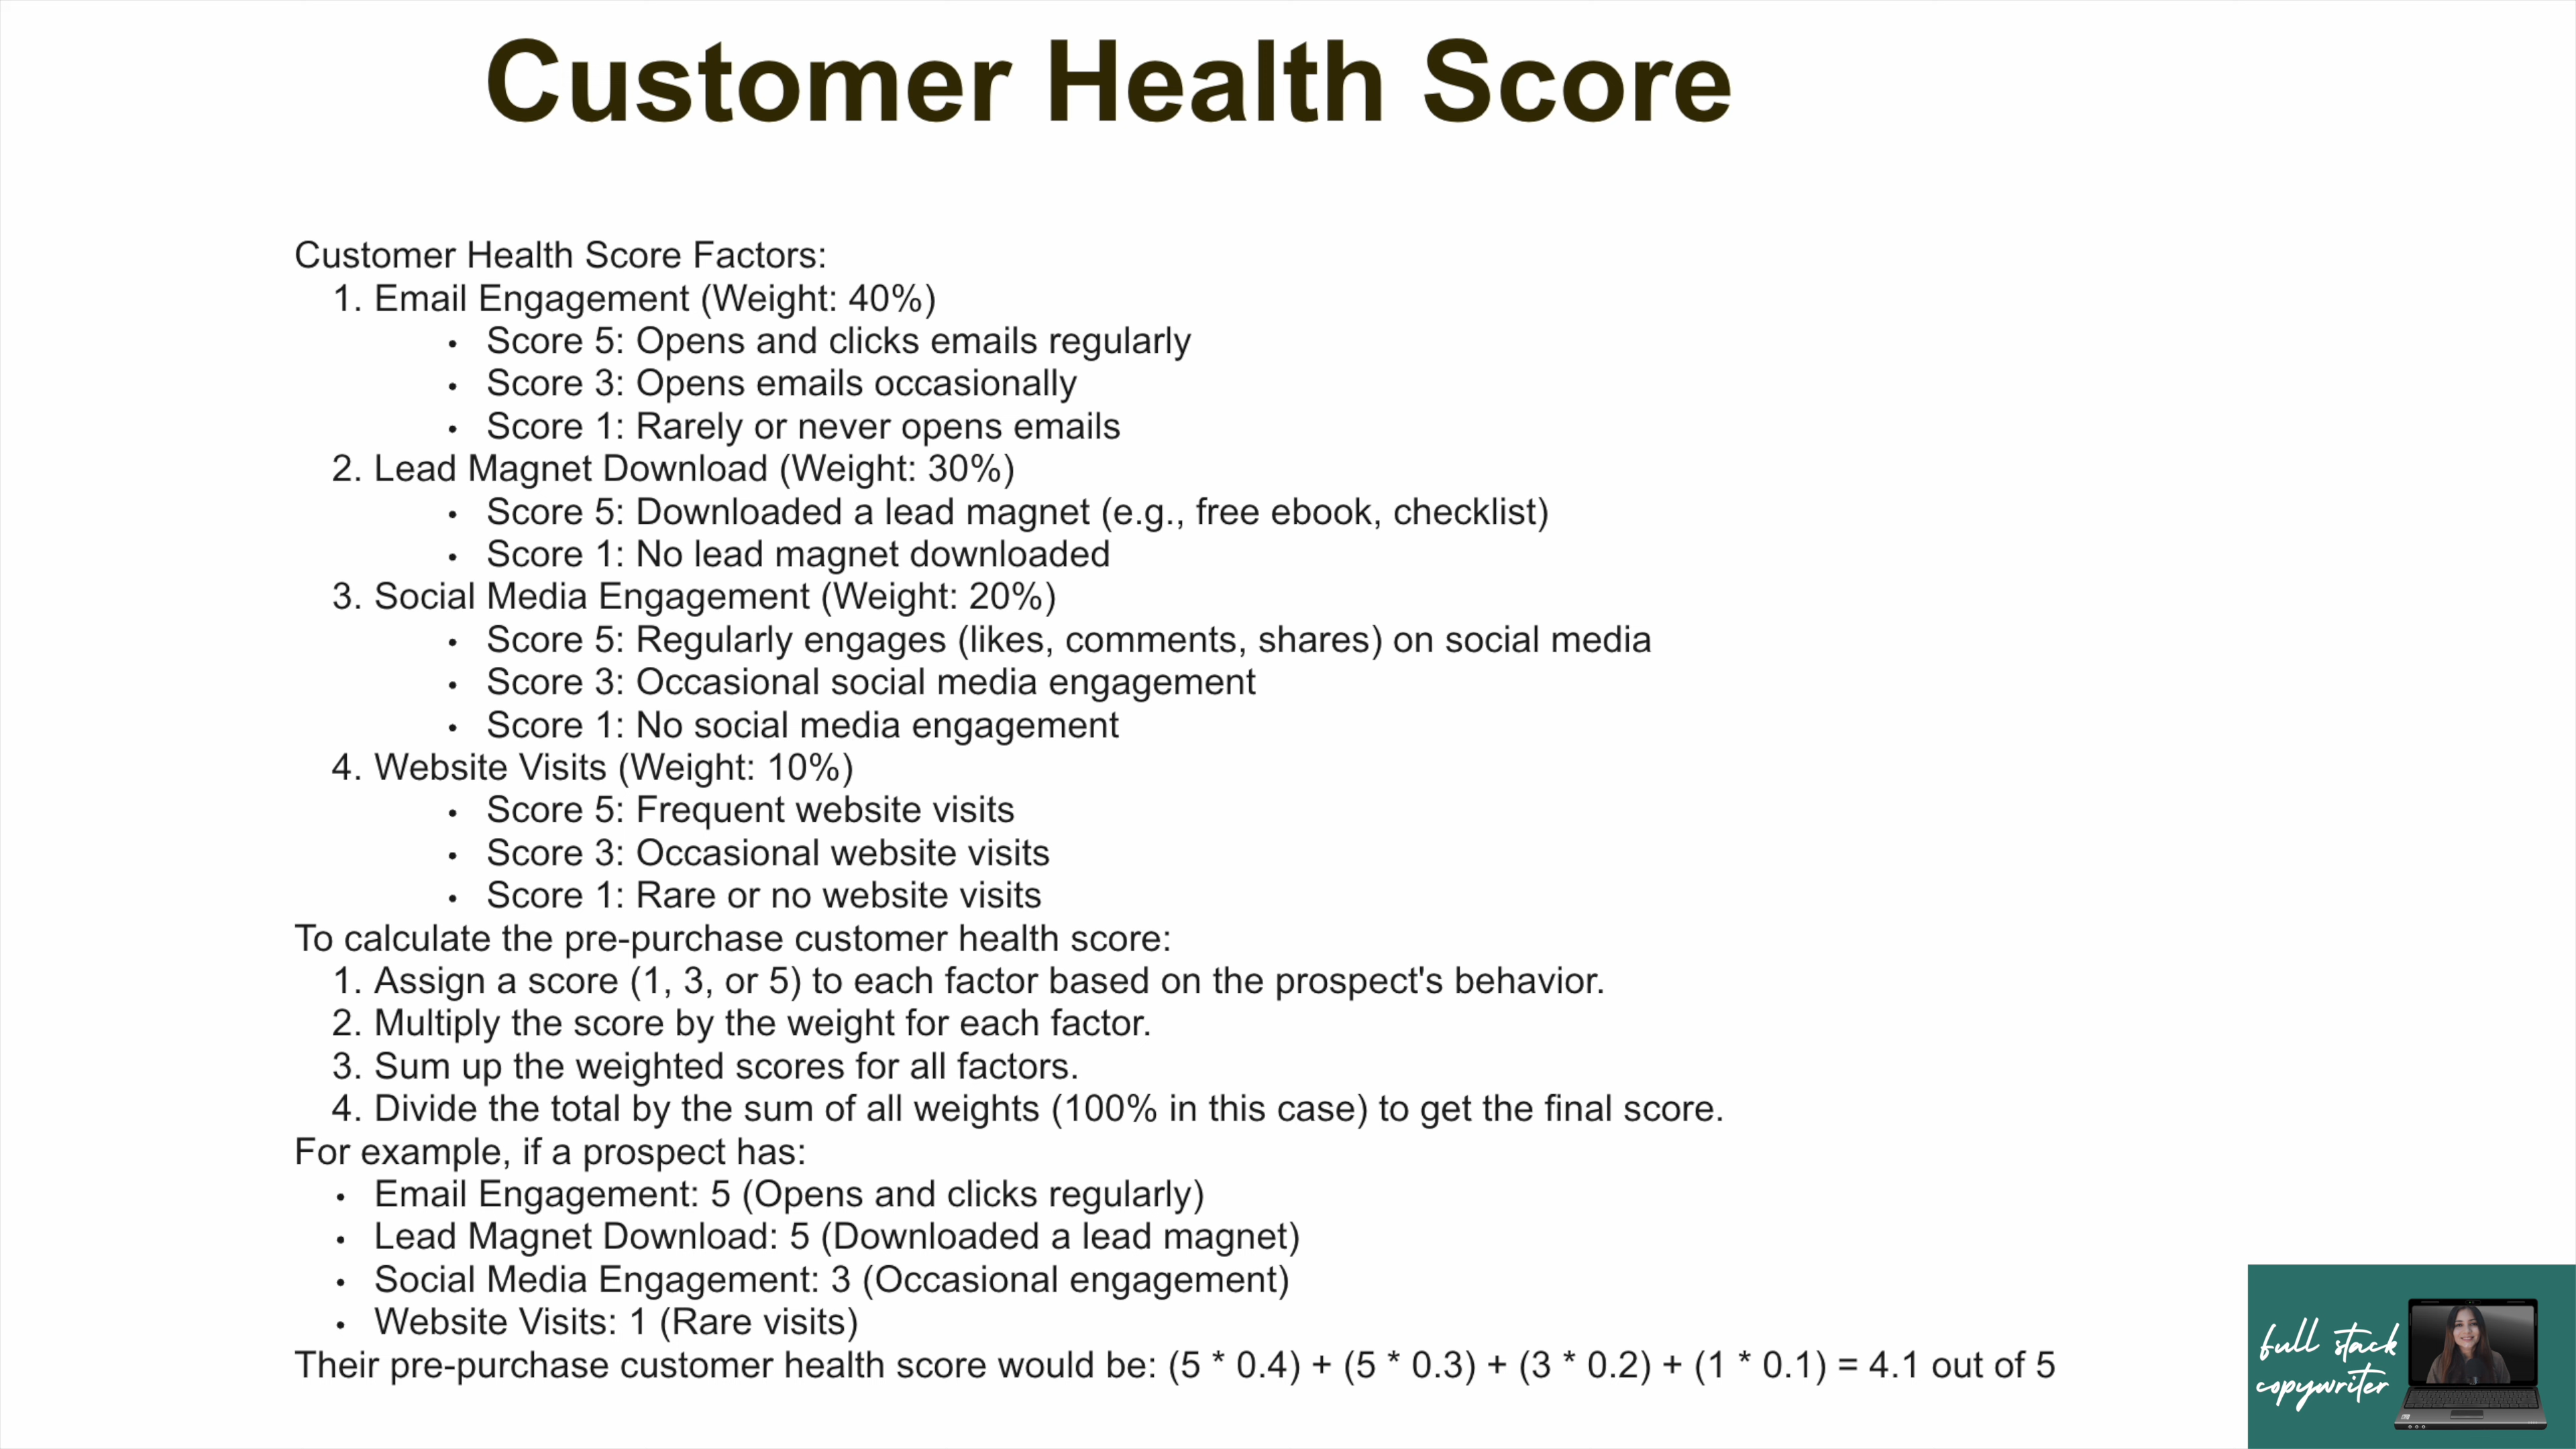 Customer Health Score
Customer Health Score Factors:
1. Email Engagement (Weight: 40%)
• Score 5: Opens and clicks emails regularly
• Score 3: Opens emails occasionally
• Score 1: Rarely or never opens emails
2. Lead Magnet Download (Weight: 30%)
• Score 5: Downloaded a lead magnet (e.g., free ebook, checklist)
• Score 1: No lead magnet downloaded
3. Social Media Engagement (Weight: 20%)
• Score 5: Regularly engages (likes, comments, shares) on social media
• Score 3: Occasional social media engagement
• Score 1: No social media engagement
4. Website Visits (Weight: 10%)
• Score 5: Frequent website visits
• Score 3: Occasional website visits
• Score 1: Rare or no website visits
To calculate the pre-purchase customer health score:
1. Assign a score (1, 3, or 5) to each factor based on the prospect's behavior.
2. Multiply the score by the weight for each factor.
3. Sum up the weighted scores for all factors.
4. Divide the total by the sum of all weights (100% in this case) to get the final score.
For example, if a prospect has:
• Email Engagement: 5 (Opens and clicks regularly)
• Lead Magnet Download: 5 (Downloaded a lead magnet)
• Social Media Engagement: 3 (Occasional engagement)
• Website Visits: 1 (Rare visits)
Their pre-purchase customer health score would be: (5 * 0.4) + (5 * 0.3) + (3 * 0.2) + (1 * 0.1) = 4.1 out of 5
full stack
copywriter